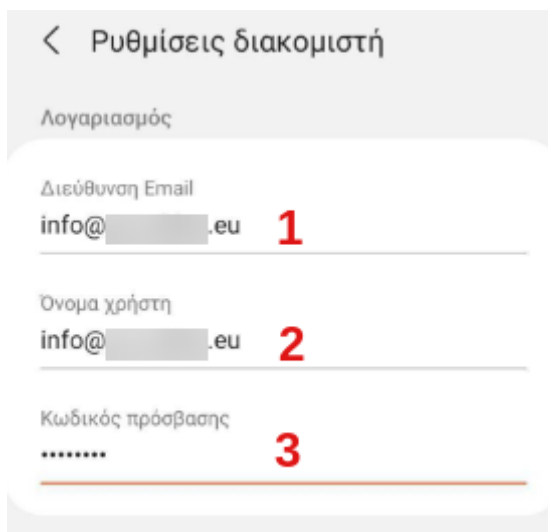 Ρυθμίσεις διακομιστή
Λογαριασμός
Διεύθυνση Email
info@ .eu 1
Όνομα χρήστη
info@ .eu 2
Κωδικός πρόσβασης
•••••••• 3